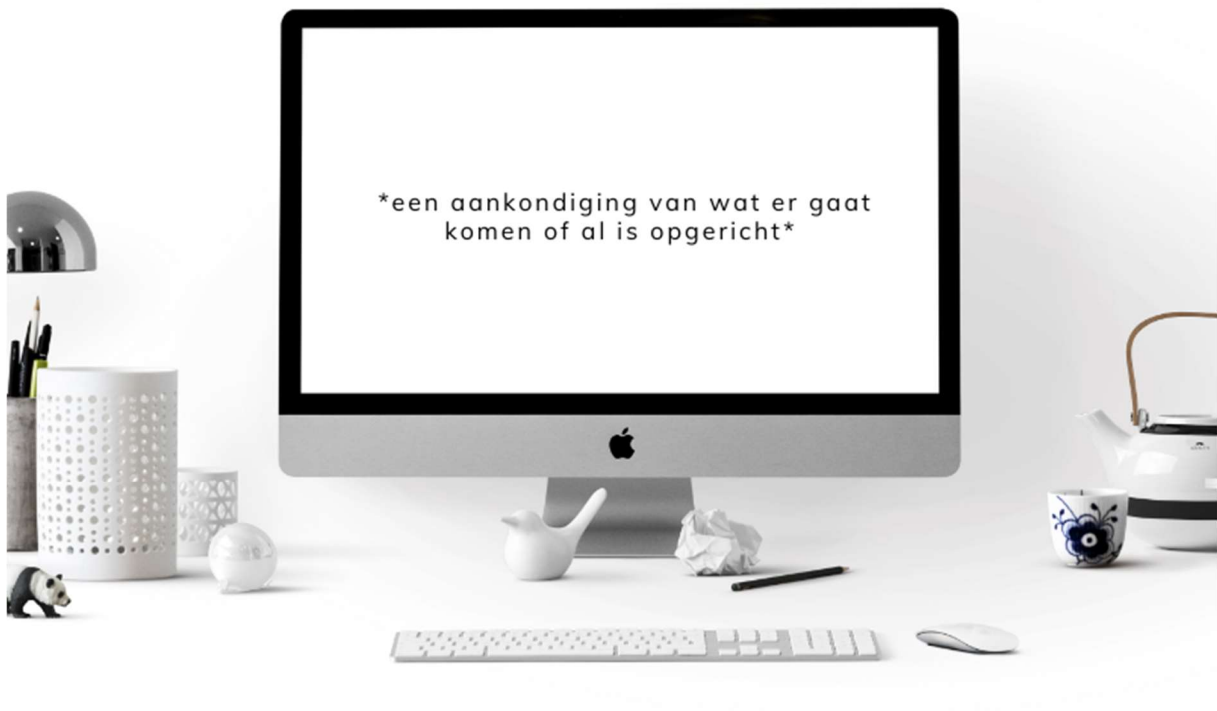 *een aankondiging van wat er gaat
komen of al is opgericht*